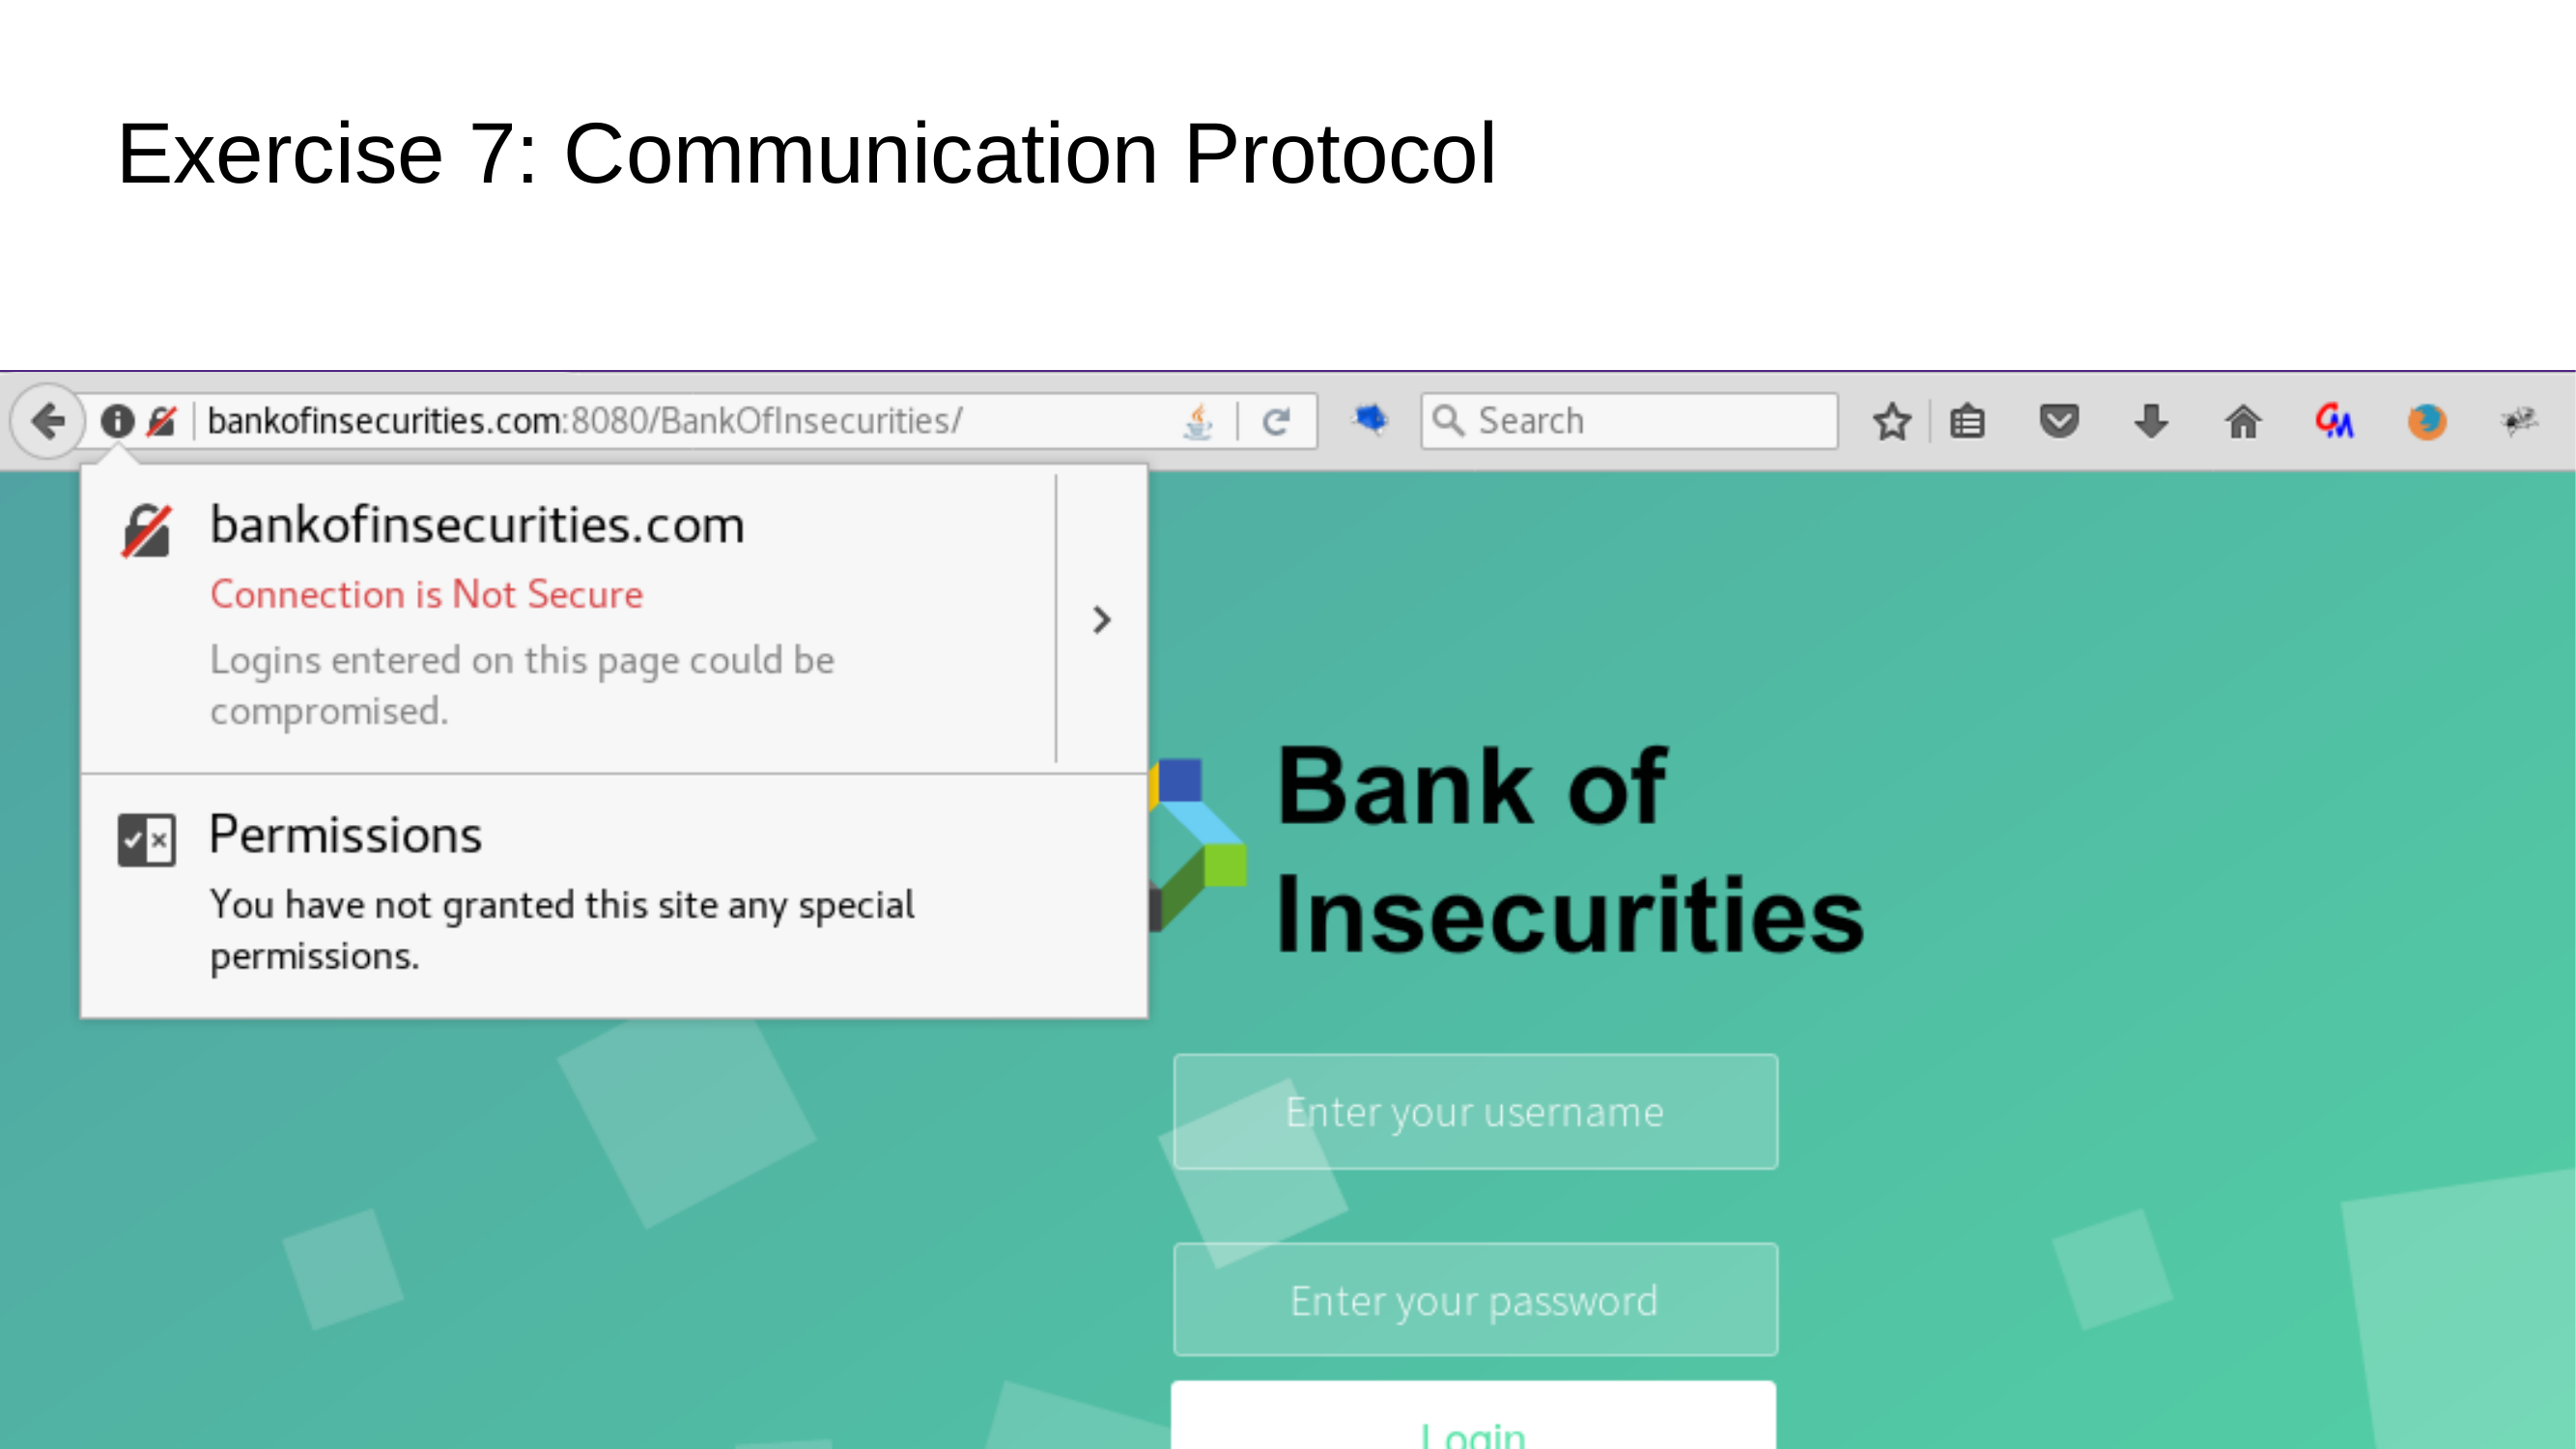 Exercise 7: Communication Protocol
bankofinsecurities.com:8080/BankOfInsecurities/
Search
bankofinsecurities.com
Connection is Not Secure
Logins entered on this page could be
compromised.
Permissions
You have not granted this site any special
permissions.
Bank of
Insecurities
Enter your username
Enter your password
Login